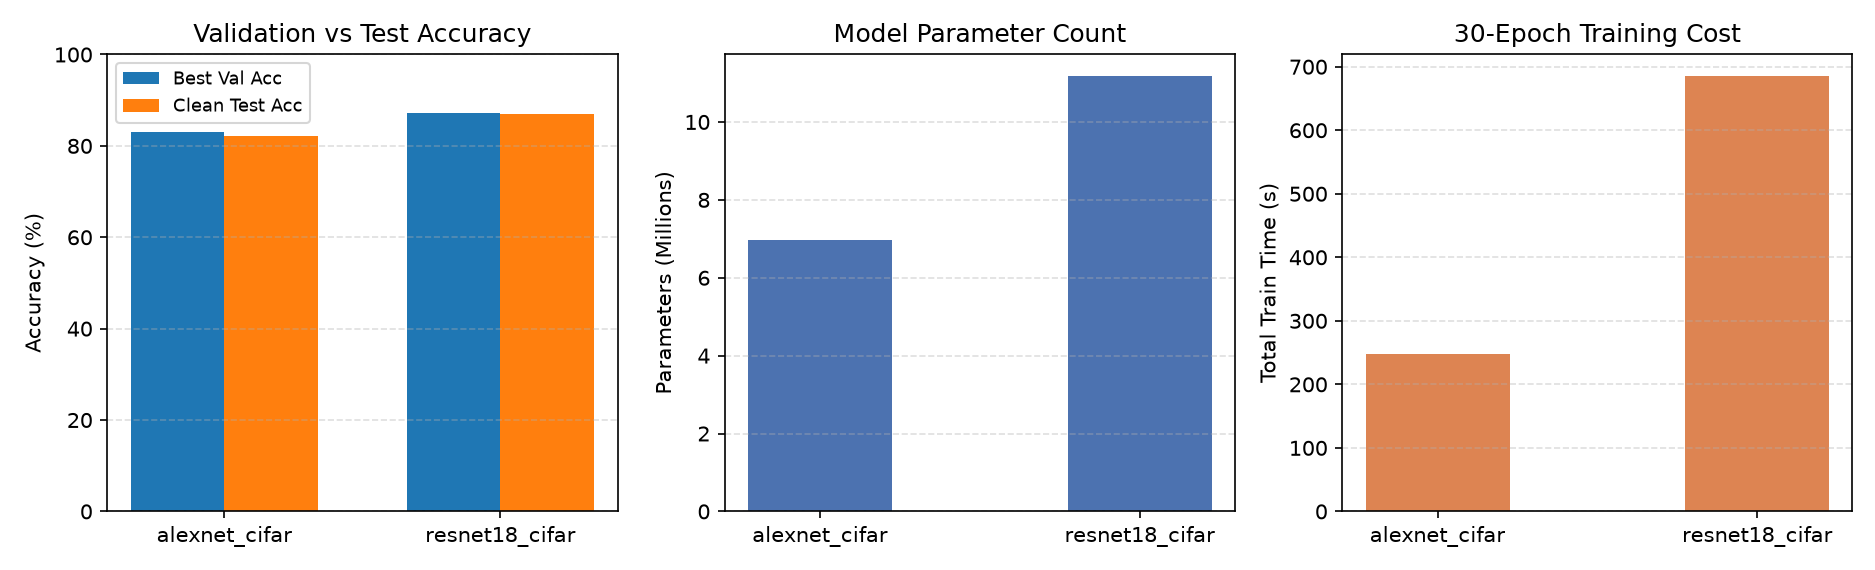 Validation vs Test Accuracy
Accuracy (%)
100
80
60
40
20
0
Best Val Acc
Clean Test Acc
alexnet_cifar
resnet18_cifar
Model Parameter Count
Parameters (Millions)
10
8
6
4
2
0
alexnet_cifar
resnet18_cifar
30-Epoch Training Cost
Total Train Time (s)
700
600
500
400
300
200
100
0
alexnet_cifar
resnet18_cifar